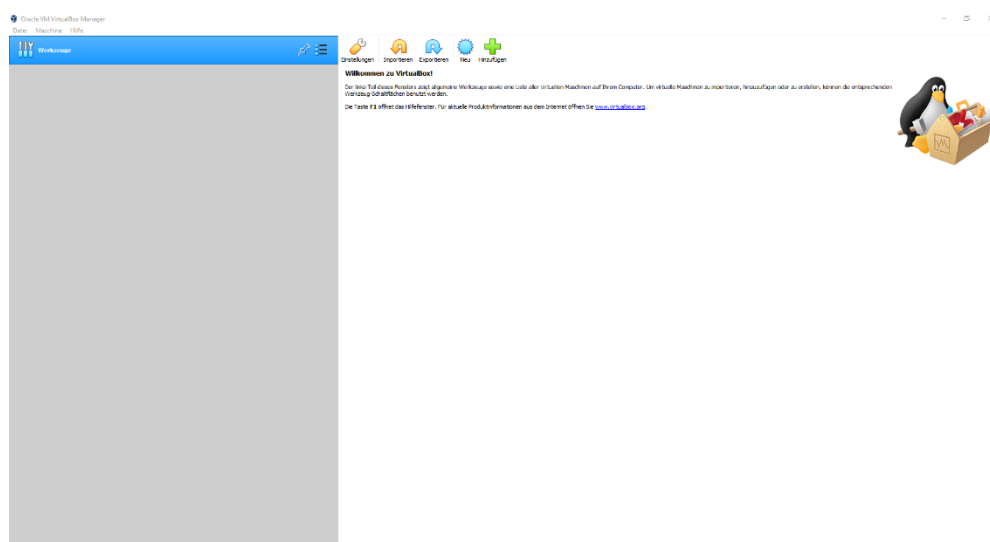 Oracle VM VirtualBox Manager
Datei Maschine Hilfe
Werkzeuge
Einstellungen Importieren Exportieren Neu Hinzufügen
Willkommen zu VirtualBox!
Der linke Teil dieses Fensters zeigt allgemeine Werkzeuge sowie eine Liste aller virtuellen Maschinen auf Ihrem Computer. Um virtuelle Maschinen zu importieren, hinzuzufügen oder zu erstellen, können die entsprechenden
Werkzeug-Schaltflächen benutzt werden.
Die Taste F1 öffnet das Hilfefenster. Für aktuelle Produktinformationen aus dem Internet öffnen Sie www.virtualbox.org.